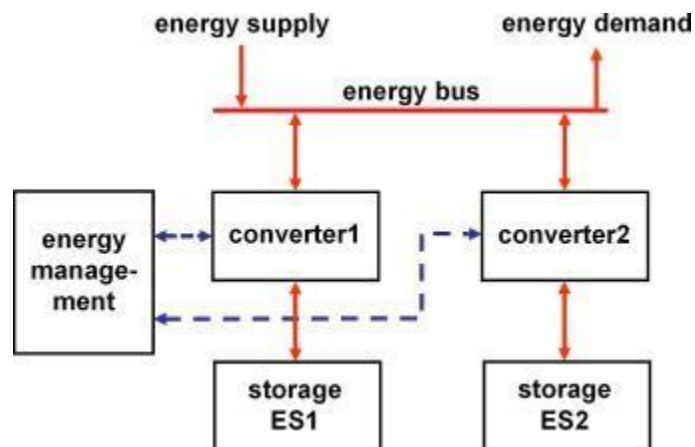 energy supply
energy demand
energy bus
energy
manage-
ment
converter1
converter2
storage
ES1
storage
ES2